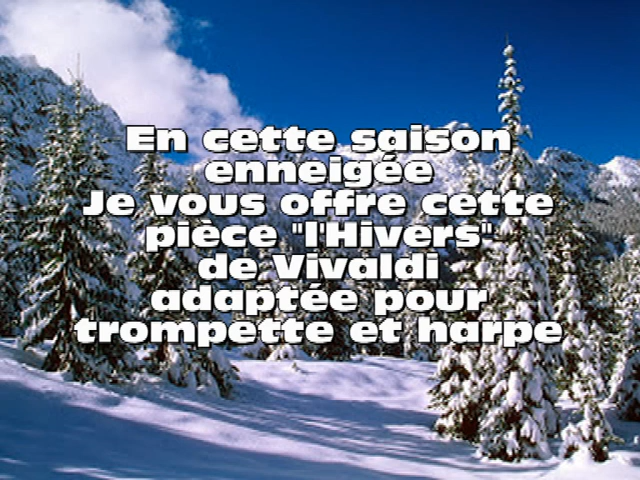 En cette saison
enneigée
Je vous offre cette
pièce "l'Hivers"
de Vivaldi
adaptée pour
trompette et harpe